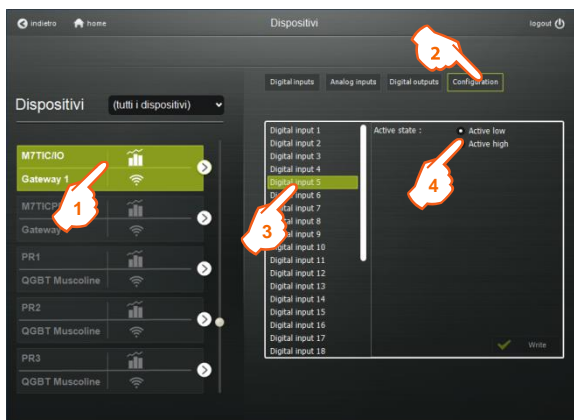 indietro home Dispositivi logout
2
Digital inputs Analog inputs Digital outputs Configuration
Dispositivi (tutti i dispositivi)
M7TIC/IO
Gateway 1
1
Gateway
PR1
QGBT Muscoline
PR2
QGBT Muscoline
PR3
QGBT Muscoline
Digital input 1
Digital input 2
Digital input 3
Digital input 4
Digital input 5
Digital input 6
Digital input 7
Digital input 8
Digital input 9
Digital input 10
Digital input 11
Digital input 12
Digital input 13
Digital input 14
Digital input 15
Digital input 16
Digital input 17
Digital input 18
3
Active state : Active low
Active high
4
Write